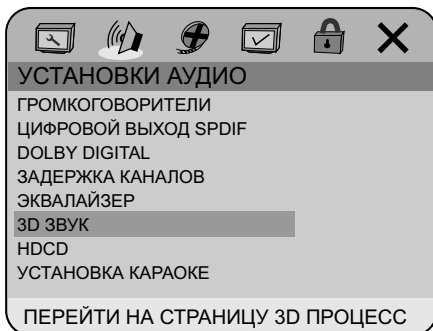 УСТАНОВКИ АУДИО
ГРОМКОГОВОРИТЕЛИ
ЦИФРОВОЙ ВЫХОД SPDIF
DOLBY DIGITAL
ЗАДЕРЖКА КАНАЛОВ
ЭКВАЛАЙЗЕР
3D ЗВУК
HDCD
УСТАНОВКА КАРАОКЕ
ПЕРЕЙТИ НА СТРАНИЦУ 3D ПРОЦЕСС